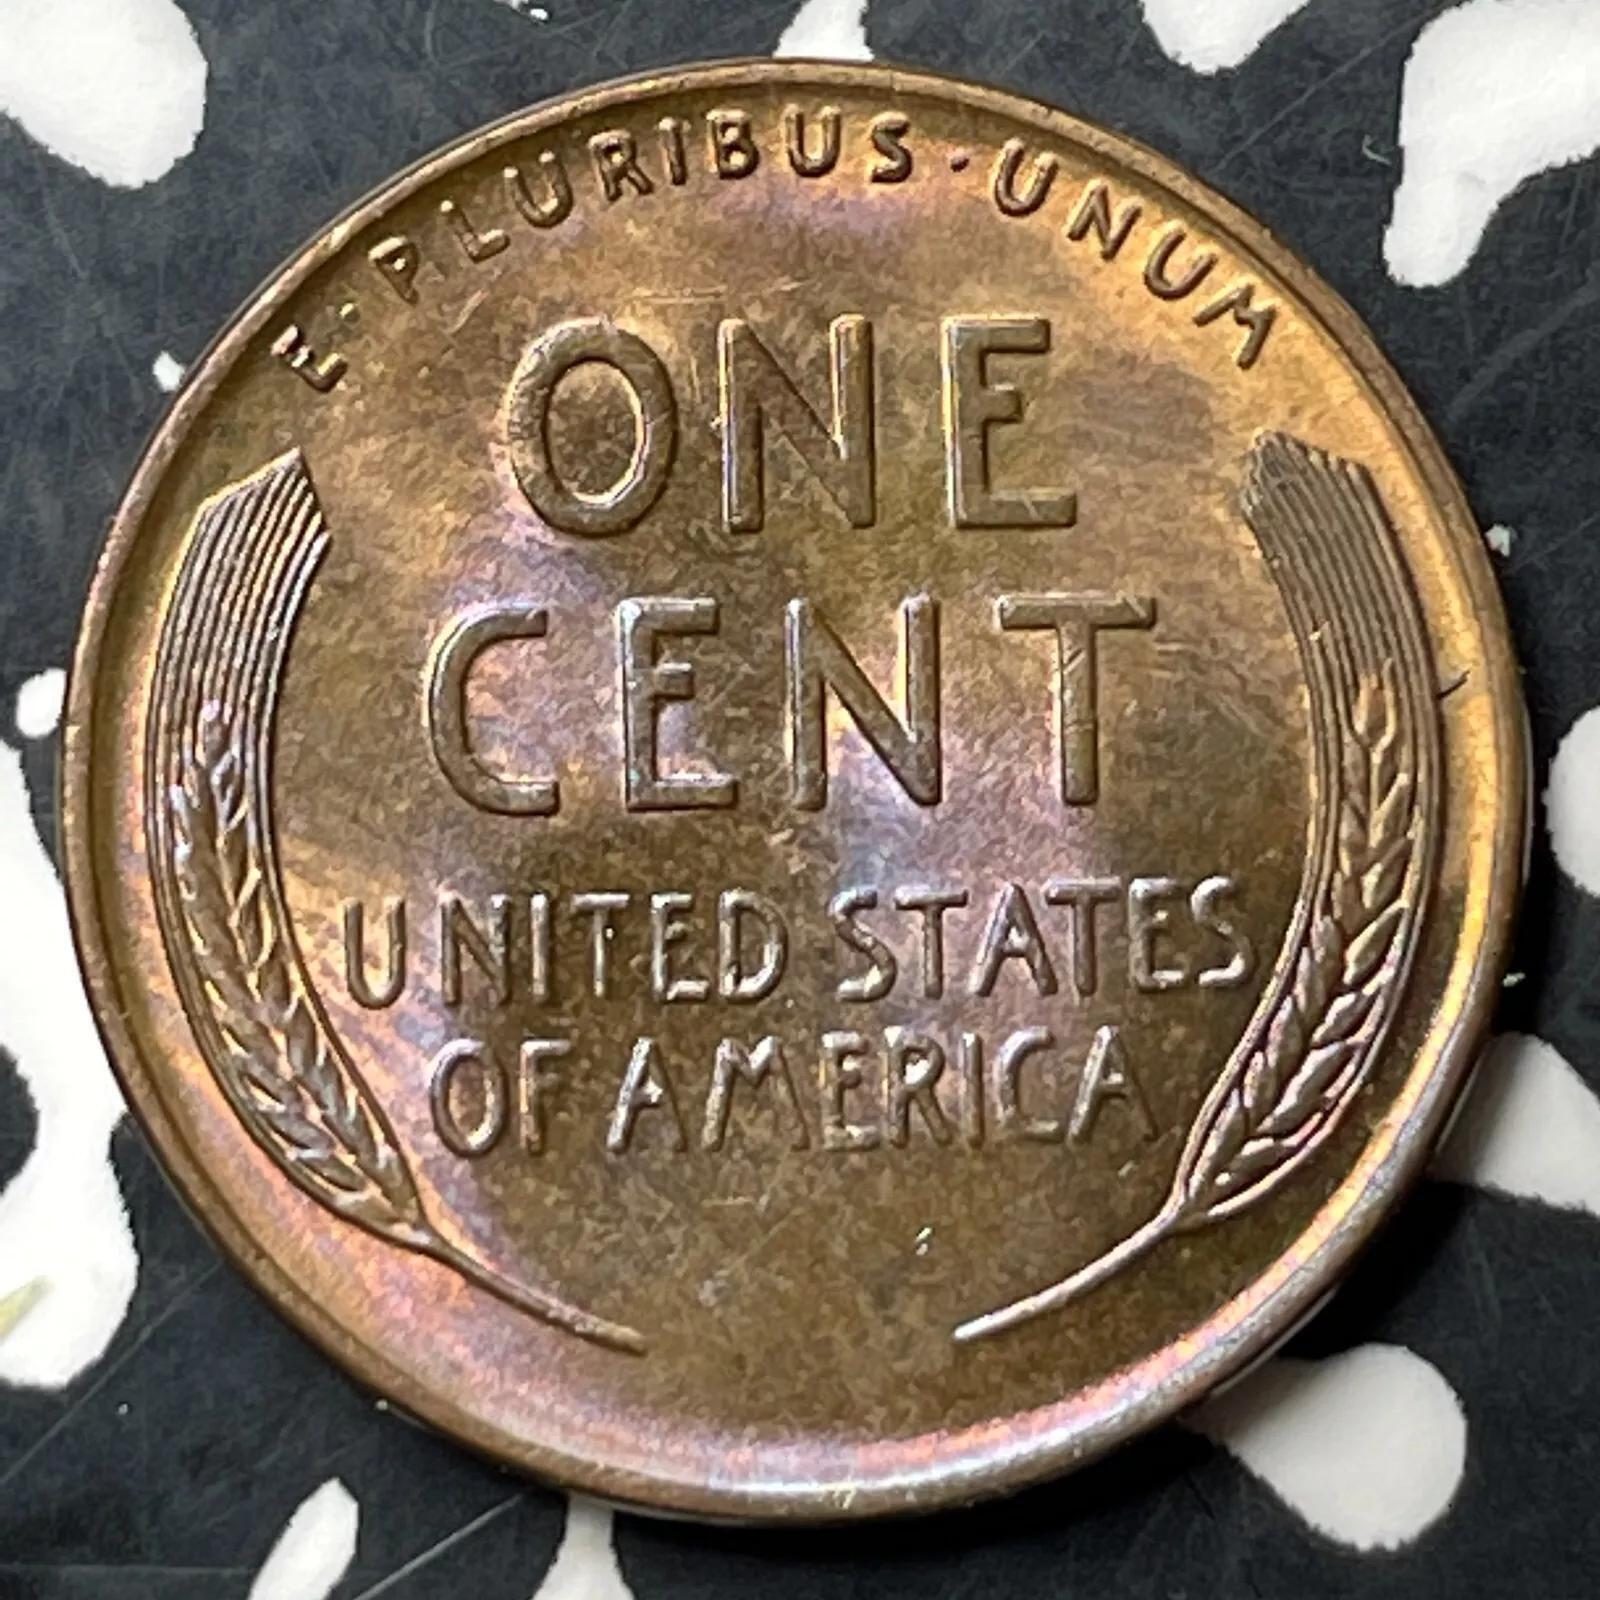 E·PLURIBUS·UNUM
ONE
CENT
UNITED STATES
OF AMERICA